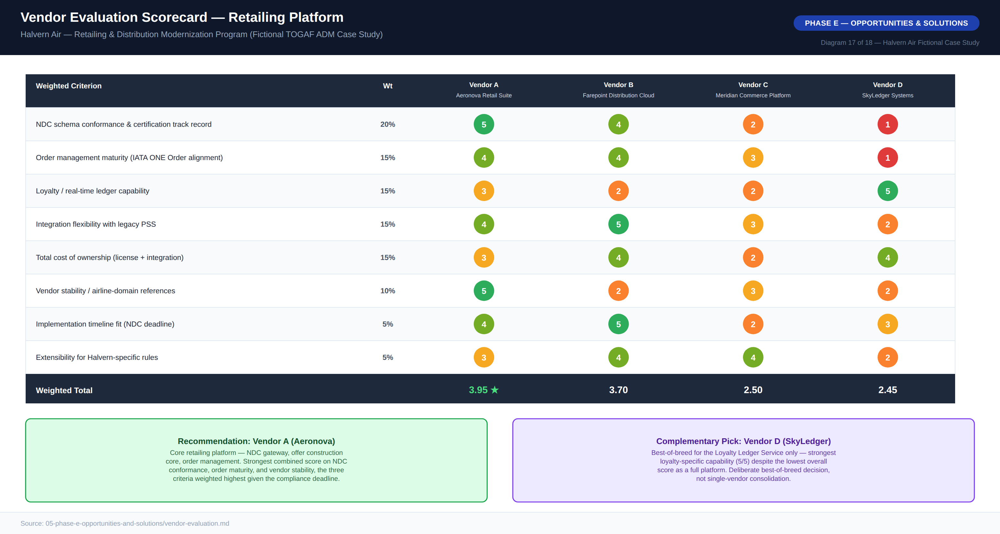 Vendor Evaluation Scorecard — Retailing Platform
Halvern Air — Retailing & Distribution Modernization Program (Fictional TOGAF ADM Case Study)
PHASE E — OPPORTUNITIES & SOLUTIONS
Diagram 17 of 18 — Halvern Air Fictional Case Study
Weighted Criterion Wt Vendor A Vendor B Vendor C Vendor D
Aeronova Retail Suite Farepoint Distribution Cloud Meridian Commerce Platform SkyLedger Systems
NDC schema conformance & certification track record 20% 5 4 2 1
Order management maturity (IATA ONE Order alignment) 15% 4 4 3 1
Loyalty / real-time ledger capability 15% 3 2 2 5
Integration flexibility with legacy PSS 15% 4 5 3 2
Total cost of ownership (license + integration) 15% 3 4 2 4
Vendor stability / airline-domain references 10% 5 2 3 2
Implementation timeline fit (NDC deadline) 5% 4 5 2 3
Extensibility for Halvern-specific rules 5% 3 4 4 2
Weighted Total 3.95 ★ 3.70 2.50 2.45
Recommendation: Vendor A (Aeronova)
Core retailing platform — NDC gateway, offer construction
core, order management. Strongest combined score on NDC
conformance, order maturity, and vendor stability, the three
criteria weighted highest given the compliance deadline.
Complementary Pick: Vendor D (SkyLedger)
Best-of-breed for the Loyalty Ledger Service only — strongest
loyalty-specific capability (5/5) despite the lowest overall
score as a full platform. Deliberate best-of-breed decision,
not single-vendor consolidation.
Source: 05-phase-e-opportunities-and-solutions/vendor-evaluation.md